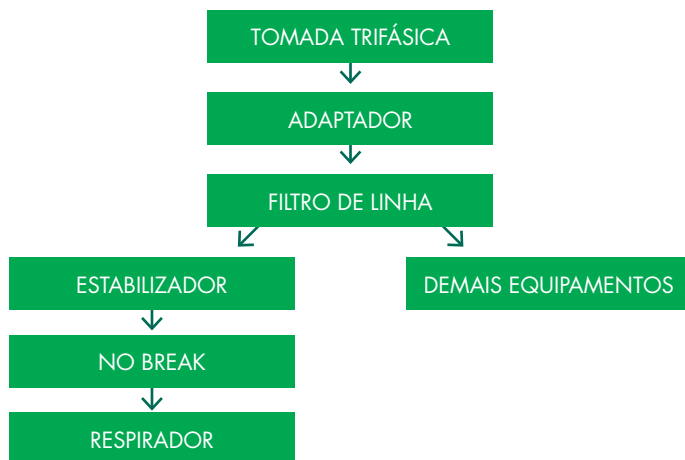 TOMADA TRIFÁSICA
ADAPTADOR
FILTRO DE LINHA
ESTABILIZADOR
DEMAIS EQUIPAMENTOS
NO BREAK
RESPIRADOR